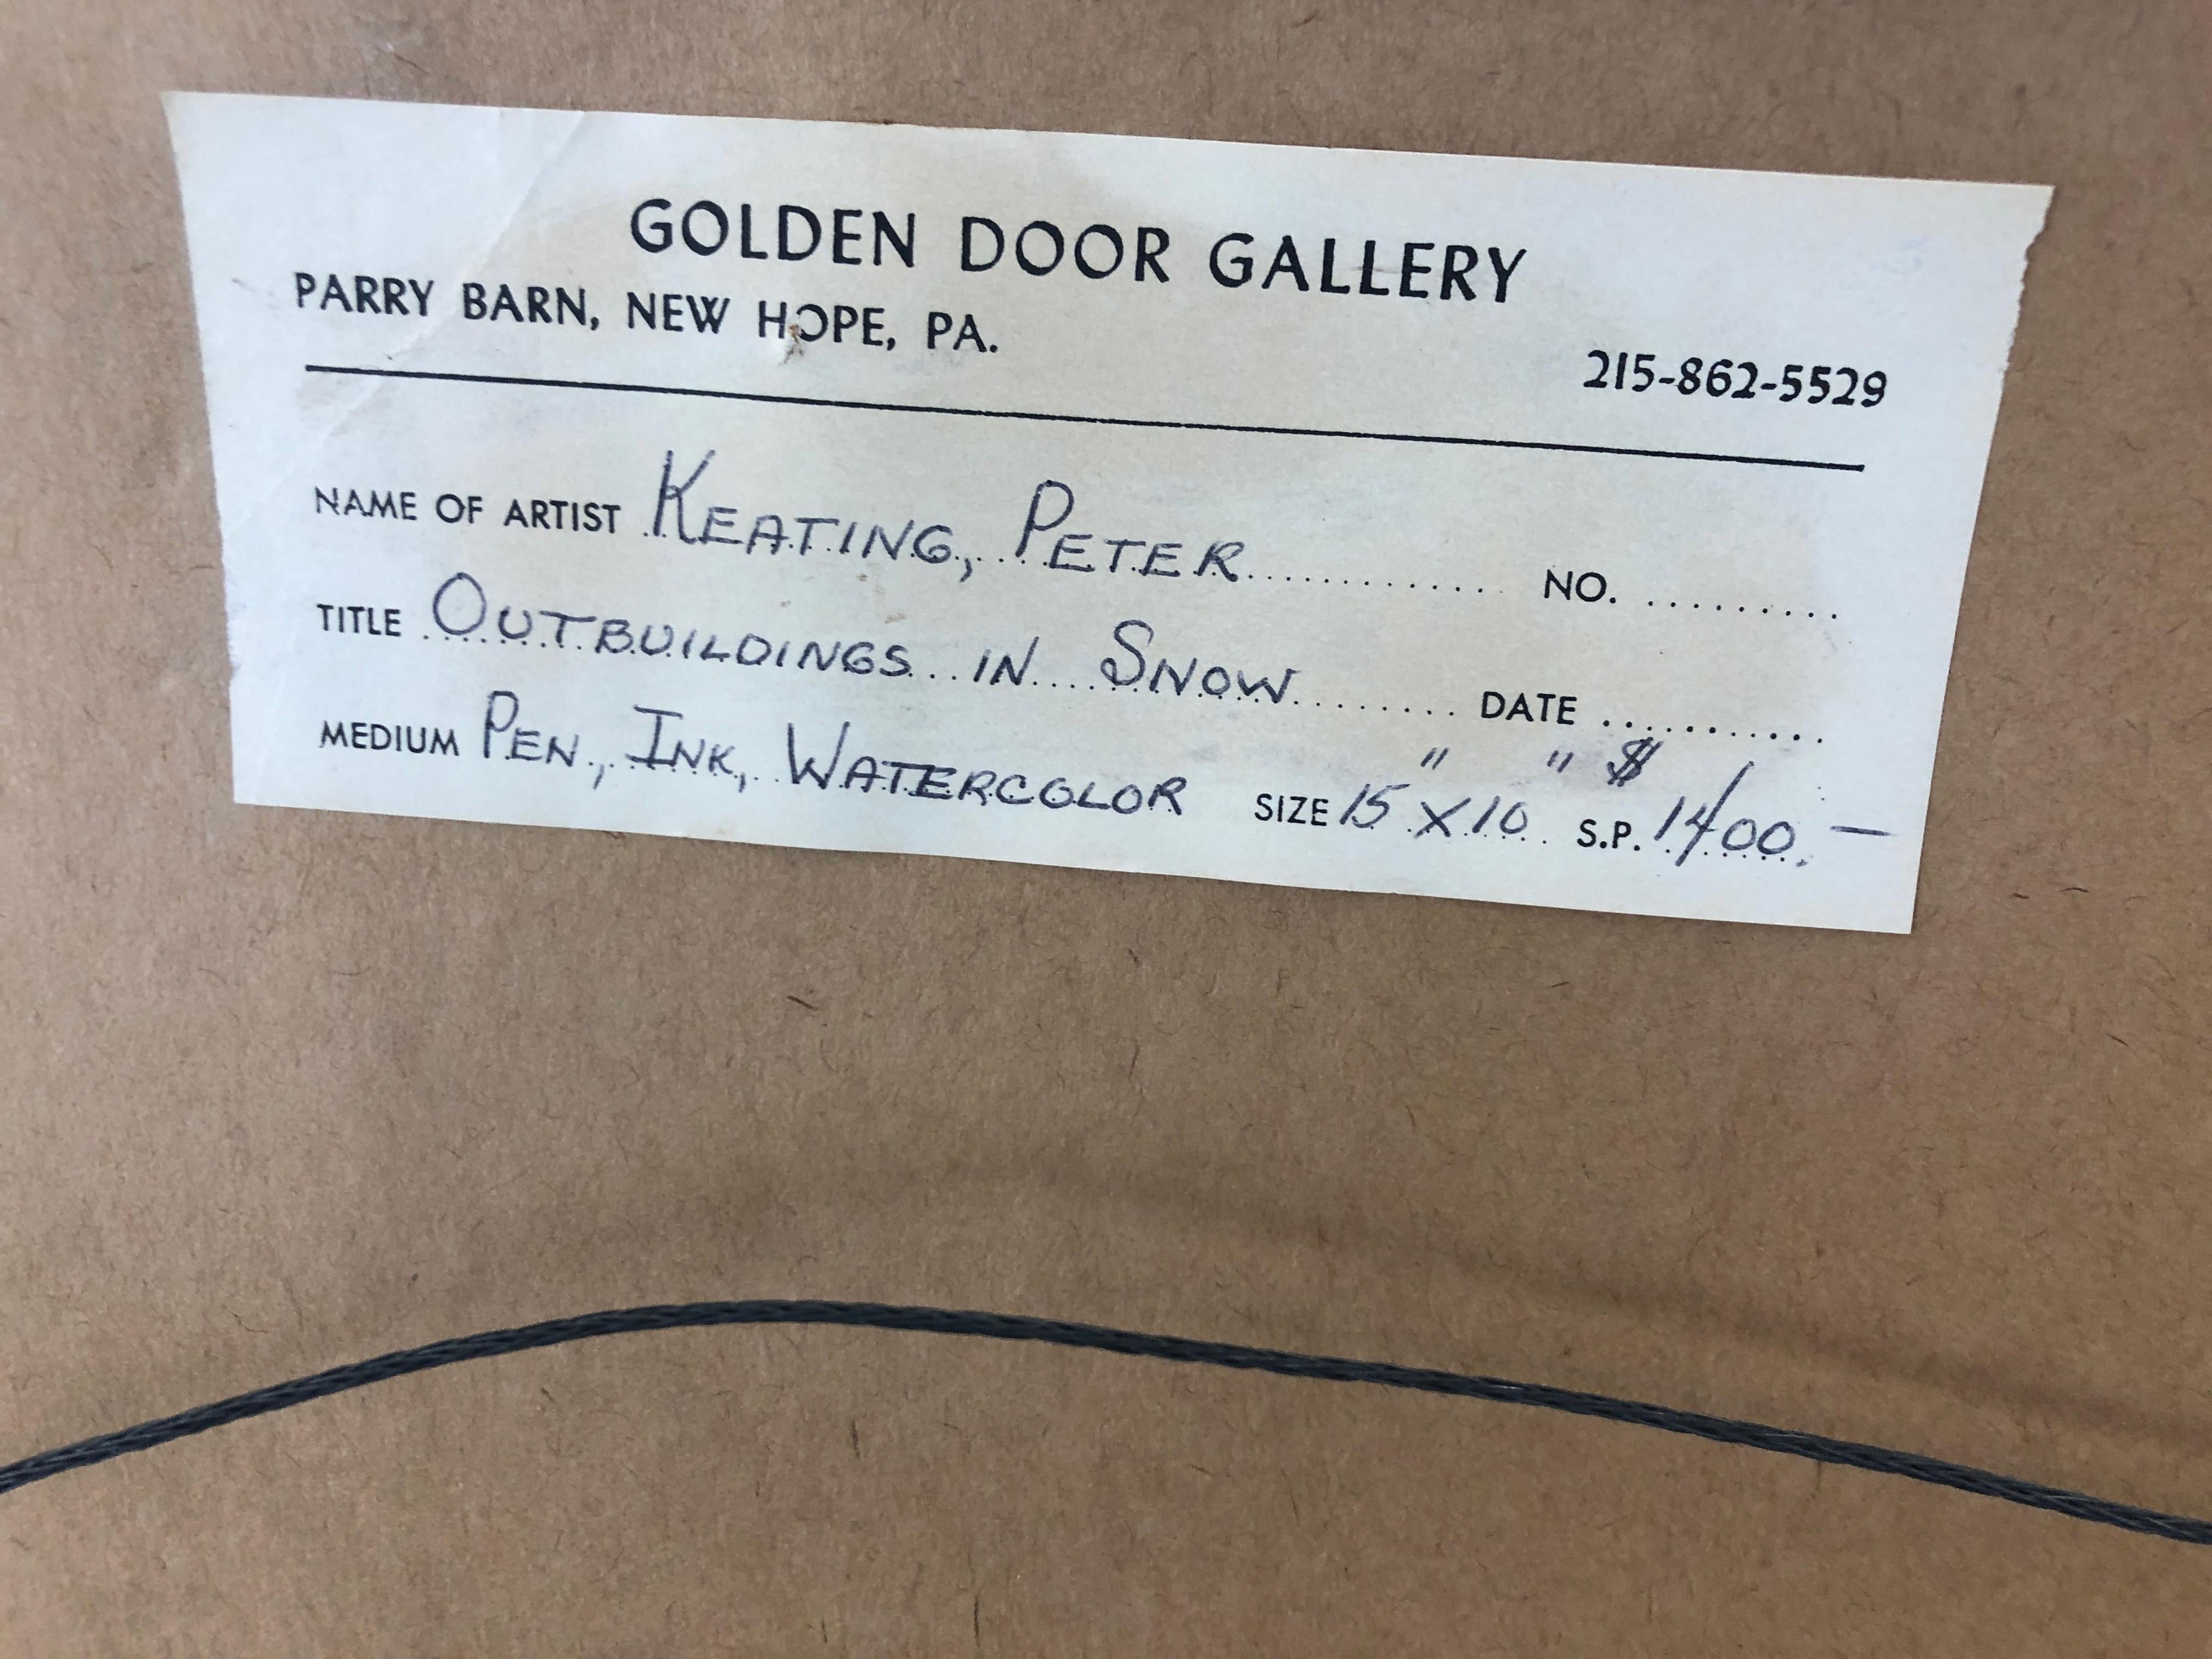 GOLDEN DOOR GALLERY
PARRY BARN, NEW HOPE, PA.
215-862-5529
NAME OF ARTIST KEATING, PETER NO.
TITLE OUTBUILDINGS IN SNOW DATE
MEDIUM PEN, INK, WATERCOLOR SIZE 15" X 10" S.P. $1400.—